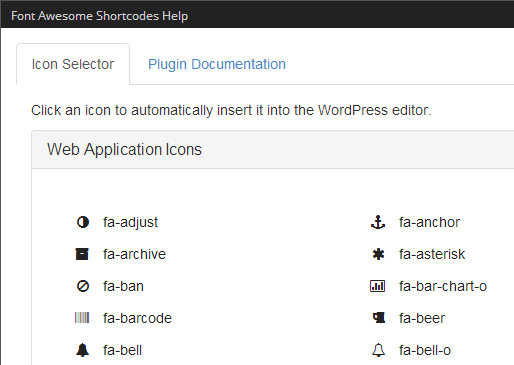 Font Awesome Shortcodes Help
Icon Selector
Plugin Documentation
Click an icon to automatically insert it into the WordPress editor.
Web Application Icons
fa-adjust
fa-anchor
fa-archive
fa-asterisk
fa-ban
fa-bar-chart-o
fa-barcode
fa-beer
fa-bell
fa-bell-o